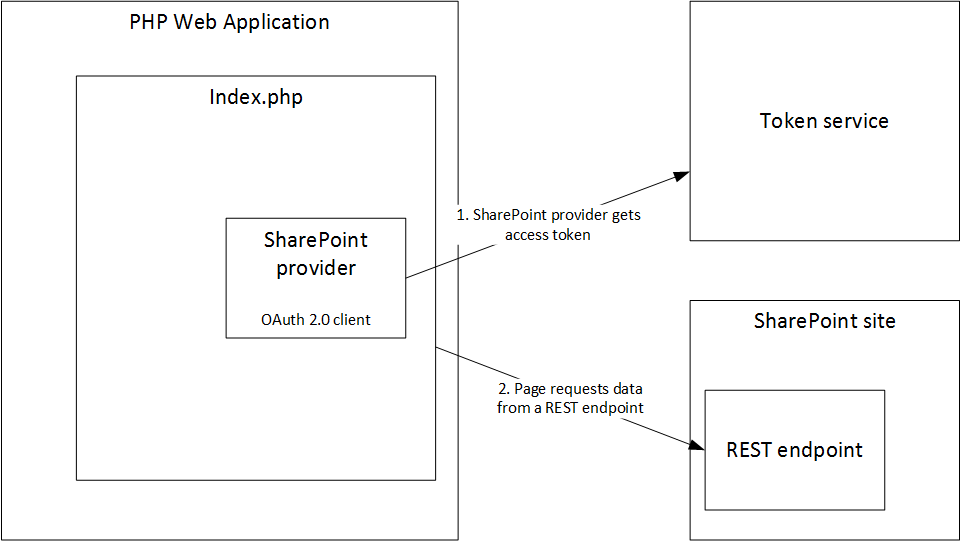 PHP Web Application
Index.php
SharePoint
provider
OAuth 2.0 client
1. SharePoint provider gets
access token
Token service
2. Page requests data
from a REST endpoint
SharePoint site
REST endpoint